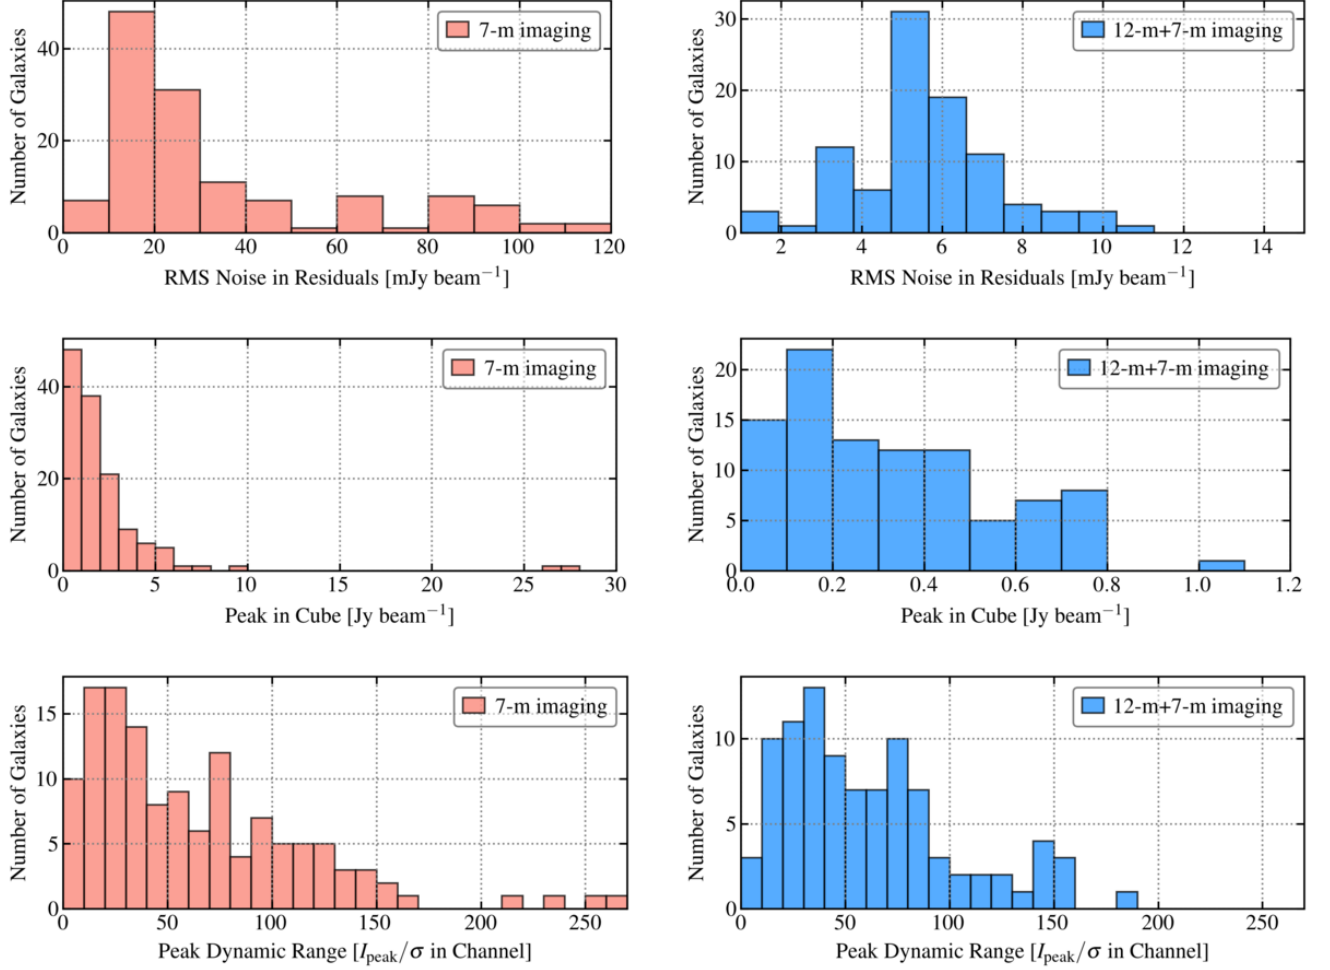 Number of Galaxies
40
20
0
7-m imaging
0 20 40 60 80 100 120
RMS Noise in Residuals [mJy beam⁻¹]
Number of Galaxies
30
20
10
0
12-m+7-m imaging
2 4 6 8 10 12 14
RMS Noise in Residuals [mJy beam⁻¹]
Number of Galaxies
40
20
0
7-m imaging
0 5 10 15 20 25 30
Peak in Cube [Jy beam⁻¹]
Number of Galaxies
20
15
10
5
0
12-m+7-m imaging
0.0 0.2 0.4 0.6 0.8 1.0 1.2
Peak in Cube [Jy beam⁻¹]
Number of Galaxies
15
10
5
0
7-m imaging
0 50 100 150 200 250
Peak Dynamic Range [I_peak/σ in Channel]
Number of Galaxies
10
5
0
12-m+7-m imaging
0 50 100 150 200 250
Peak Dynamic Range [I_peak/σ in Channel]